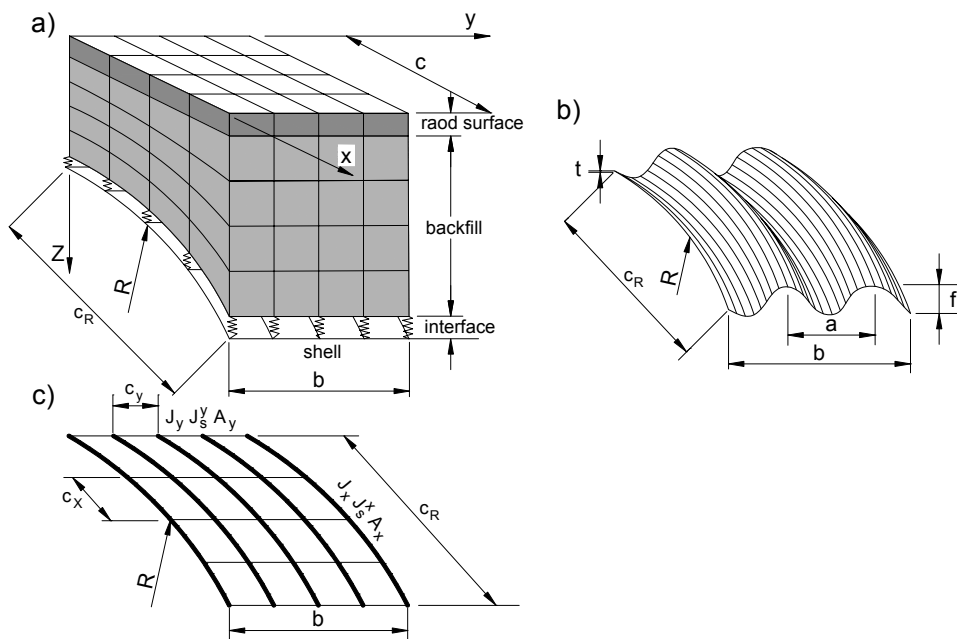 a)
y
c
raod surface
x
backfill
Z
R
c_R
interface
shell
b
b)
t
c_R
R
f
a
b
c)
c_y
J_y J_s^y A_y
c_X
J_x J_s^x A_x
c_R
R
b